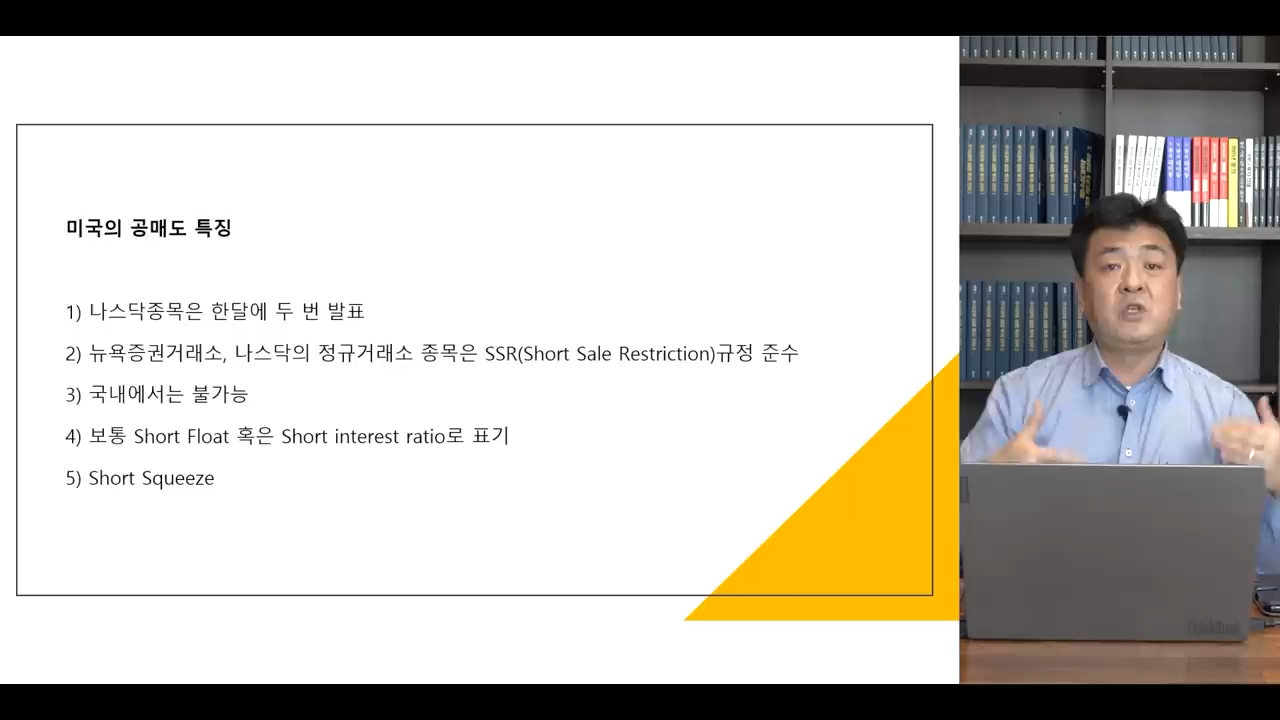 미국의 공매도 특징
1) 나스닥종목은 한달에 두 번 발표
2) 뉴욕증권거래소, 나스닥의 정규거래소 종목은 SSR(Short Sale Restriction)규정 준수
3) 국내에서는 불가능
4) 보통 Short Float 혹은 Short interest ratio로 표기
5) Short Squeeze